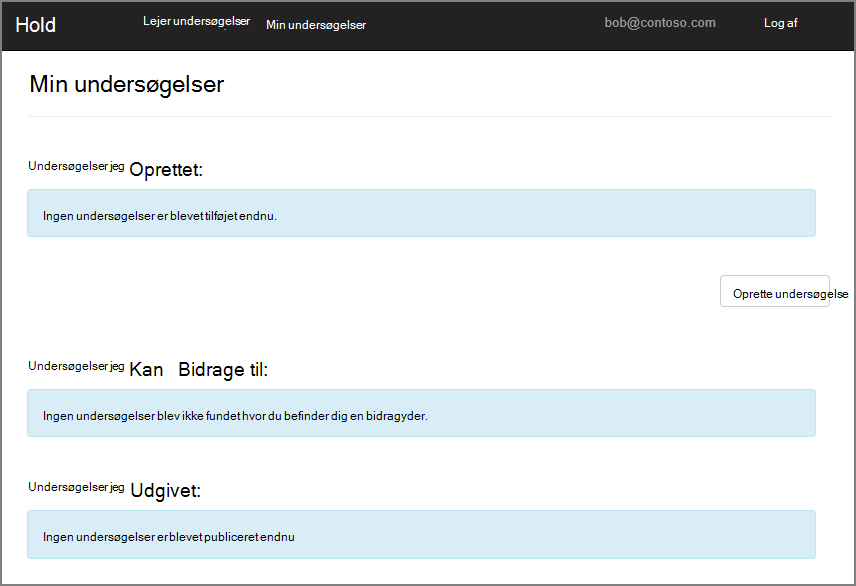 Hold Lejer undersøgelser Min undersøgelser bob@contoso.com Log af
Min undersøgelser
Undersøgelser jeg Oprettet:
Ingen undersøgelser er blevet tilføjet endnu.
Oprette undersøgelse
Undersøgelser jeg Kan Bidrage til:
Ingen undersøgelser blev ikke fundet hvor du befinder dig en bidragyder.
Undersøgelser jeg Udgivet:
Ingen undersøgelser er blevet publiceret endnu